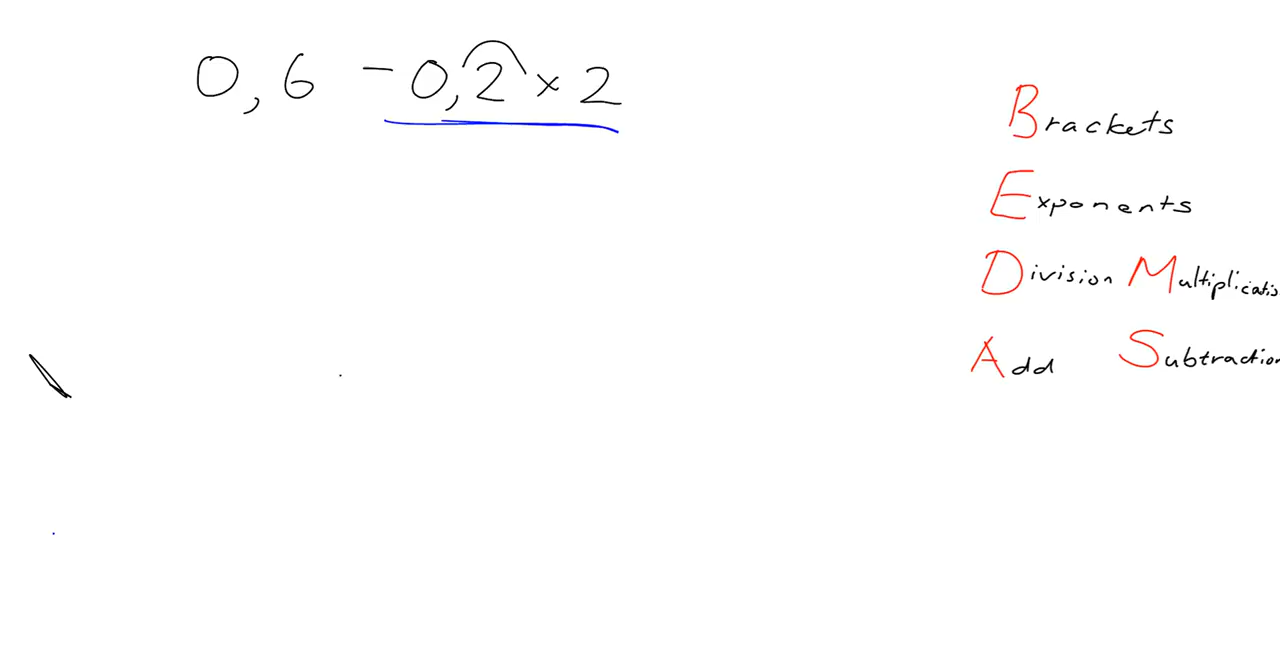 0,6 - 0,2 × 2
Brackets
Exponents
Division Multiplicatio
Add Subtraction